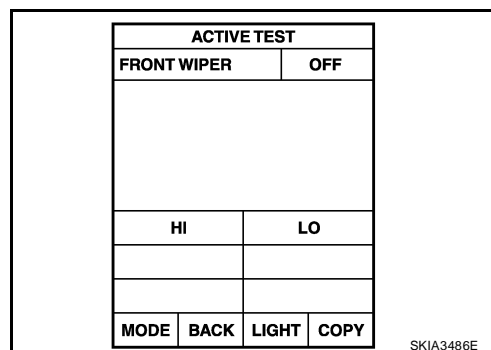 ACTIVE TEST
FRONT WIPER OFF
HI LO
MODE BACK LIGHT COPY
SKIA3486E